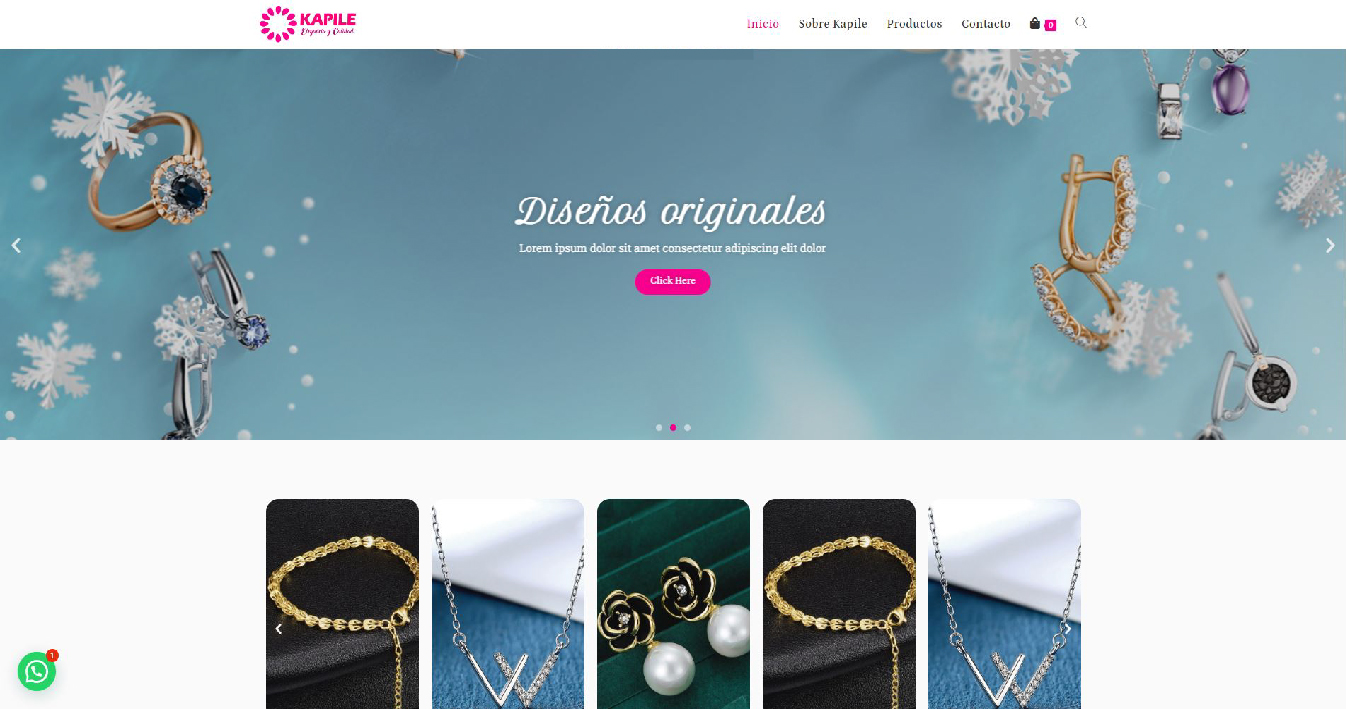 KAPILE
Elegancia y Calidad
Inicio
Sobre Kapile
Productos
Contacto
0
Diseños originales
Lorem ipsum dolor sit amet consectetur adipiscing elit dolor
Click Here
1